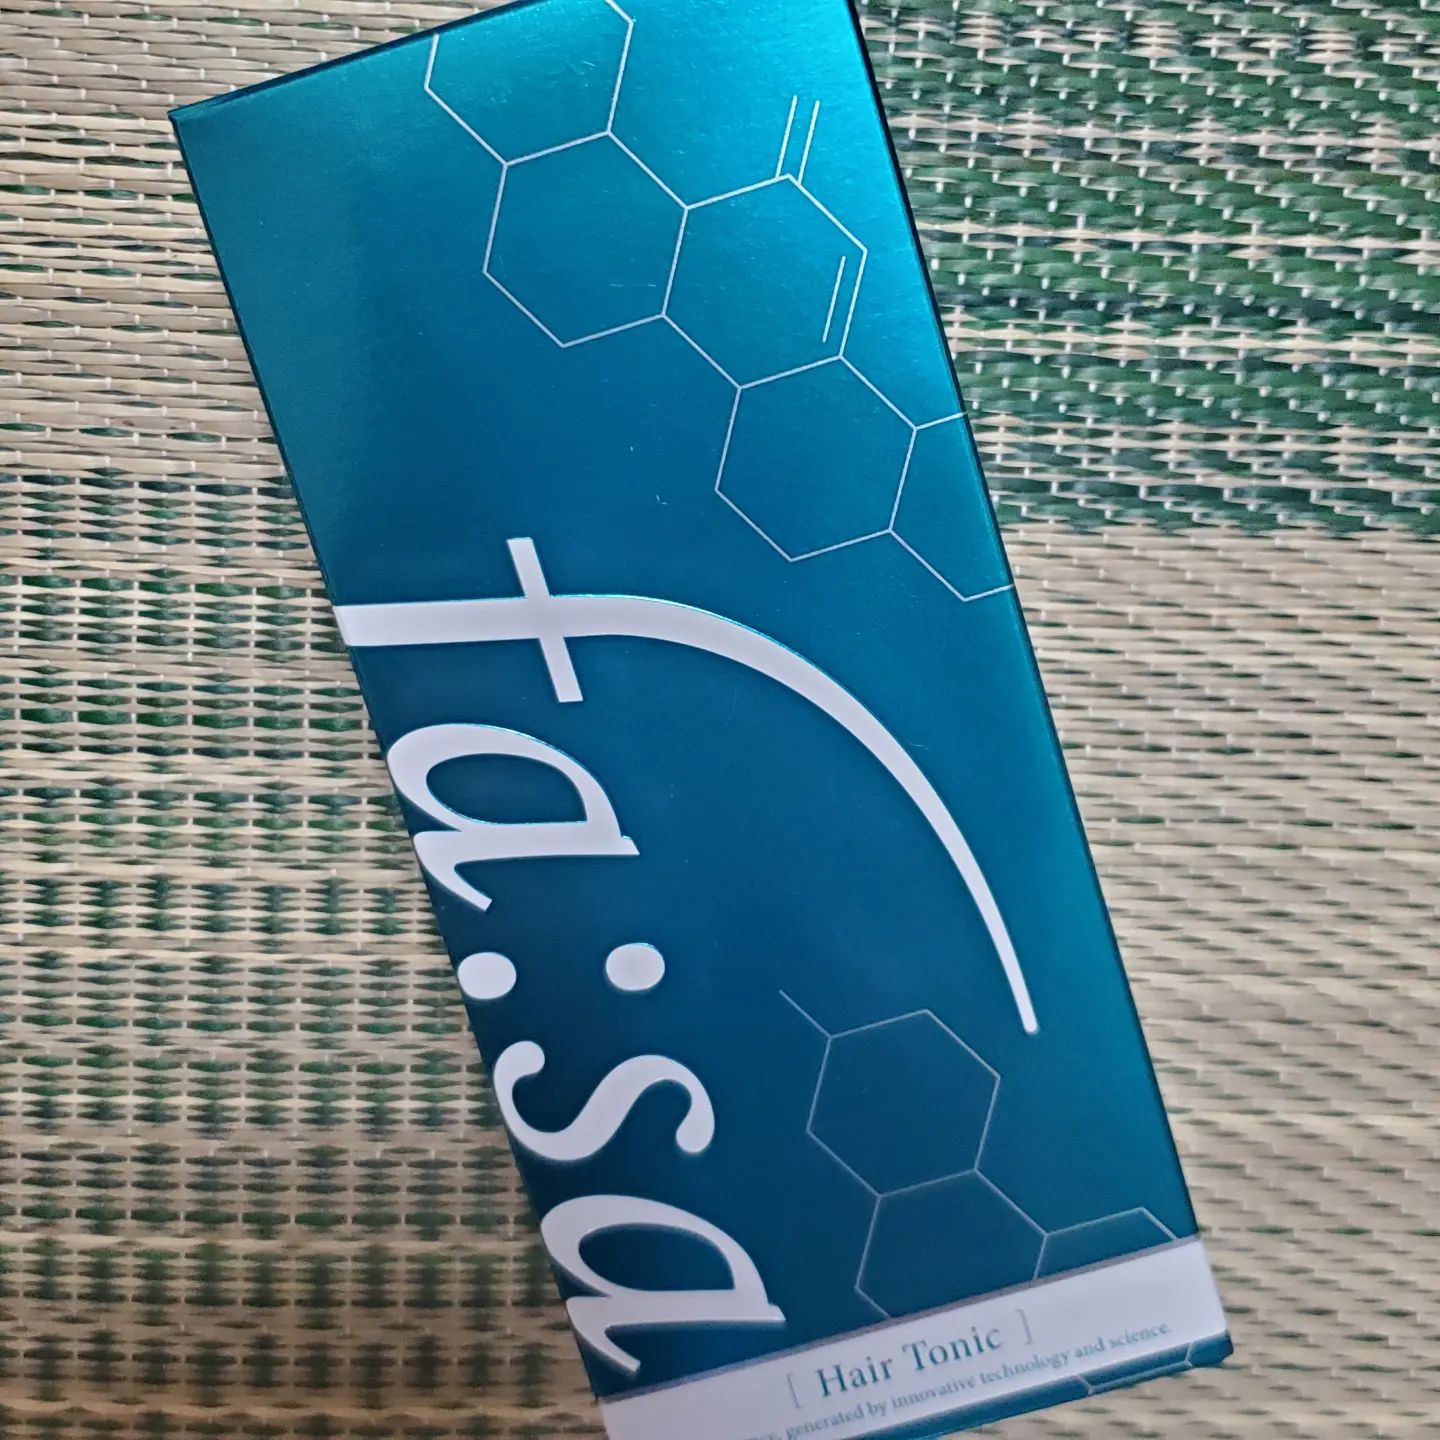 fa:sa
[ Hair Tonic ]
generated by innovative technology and science.